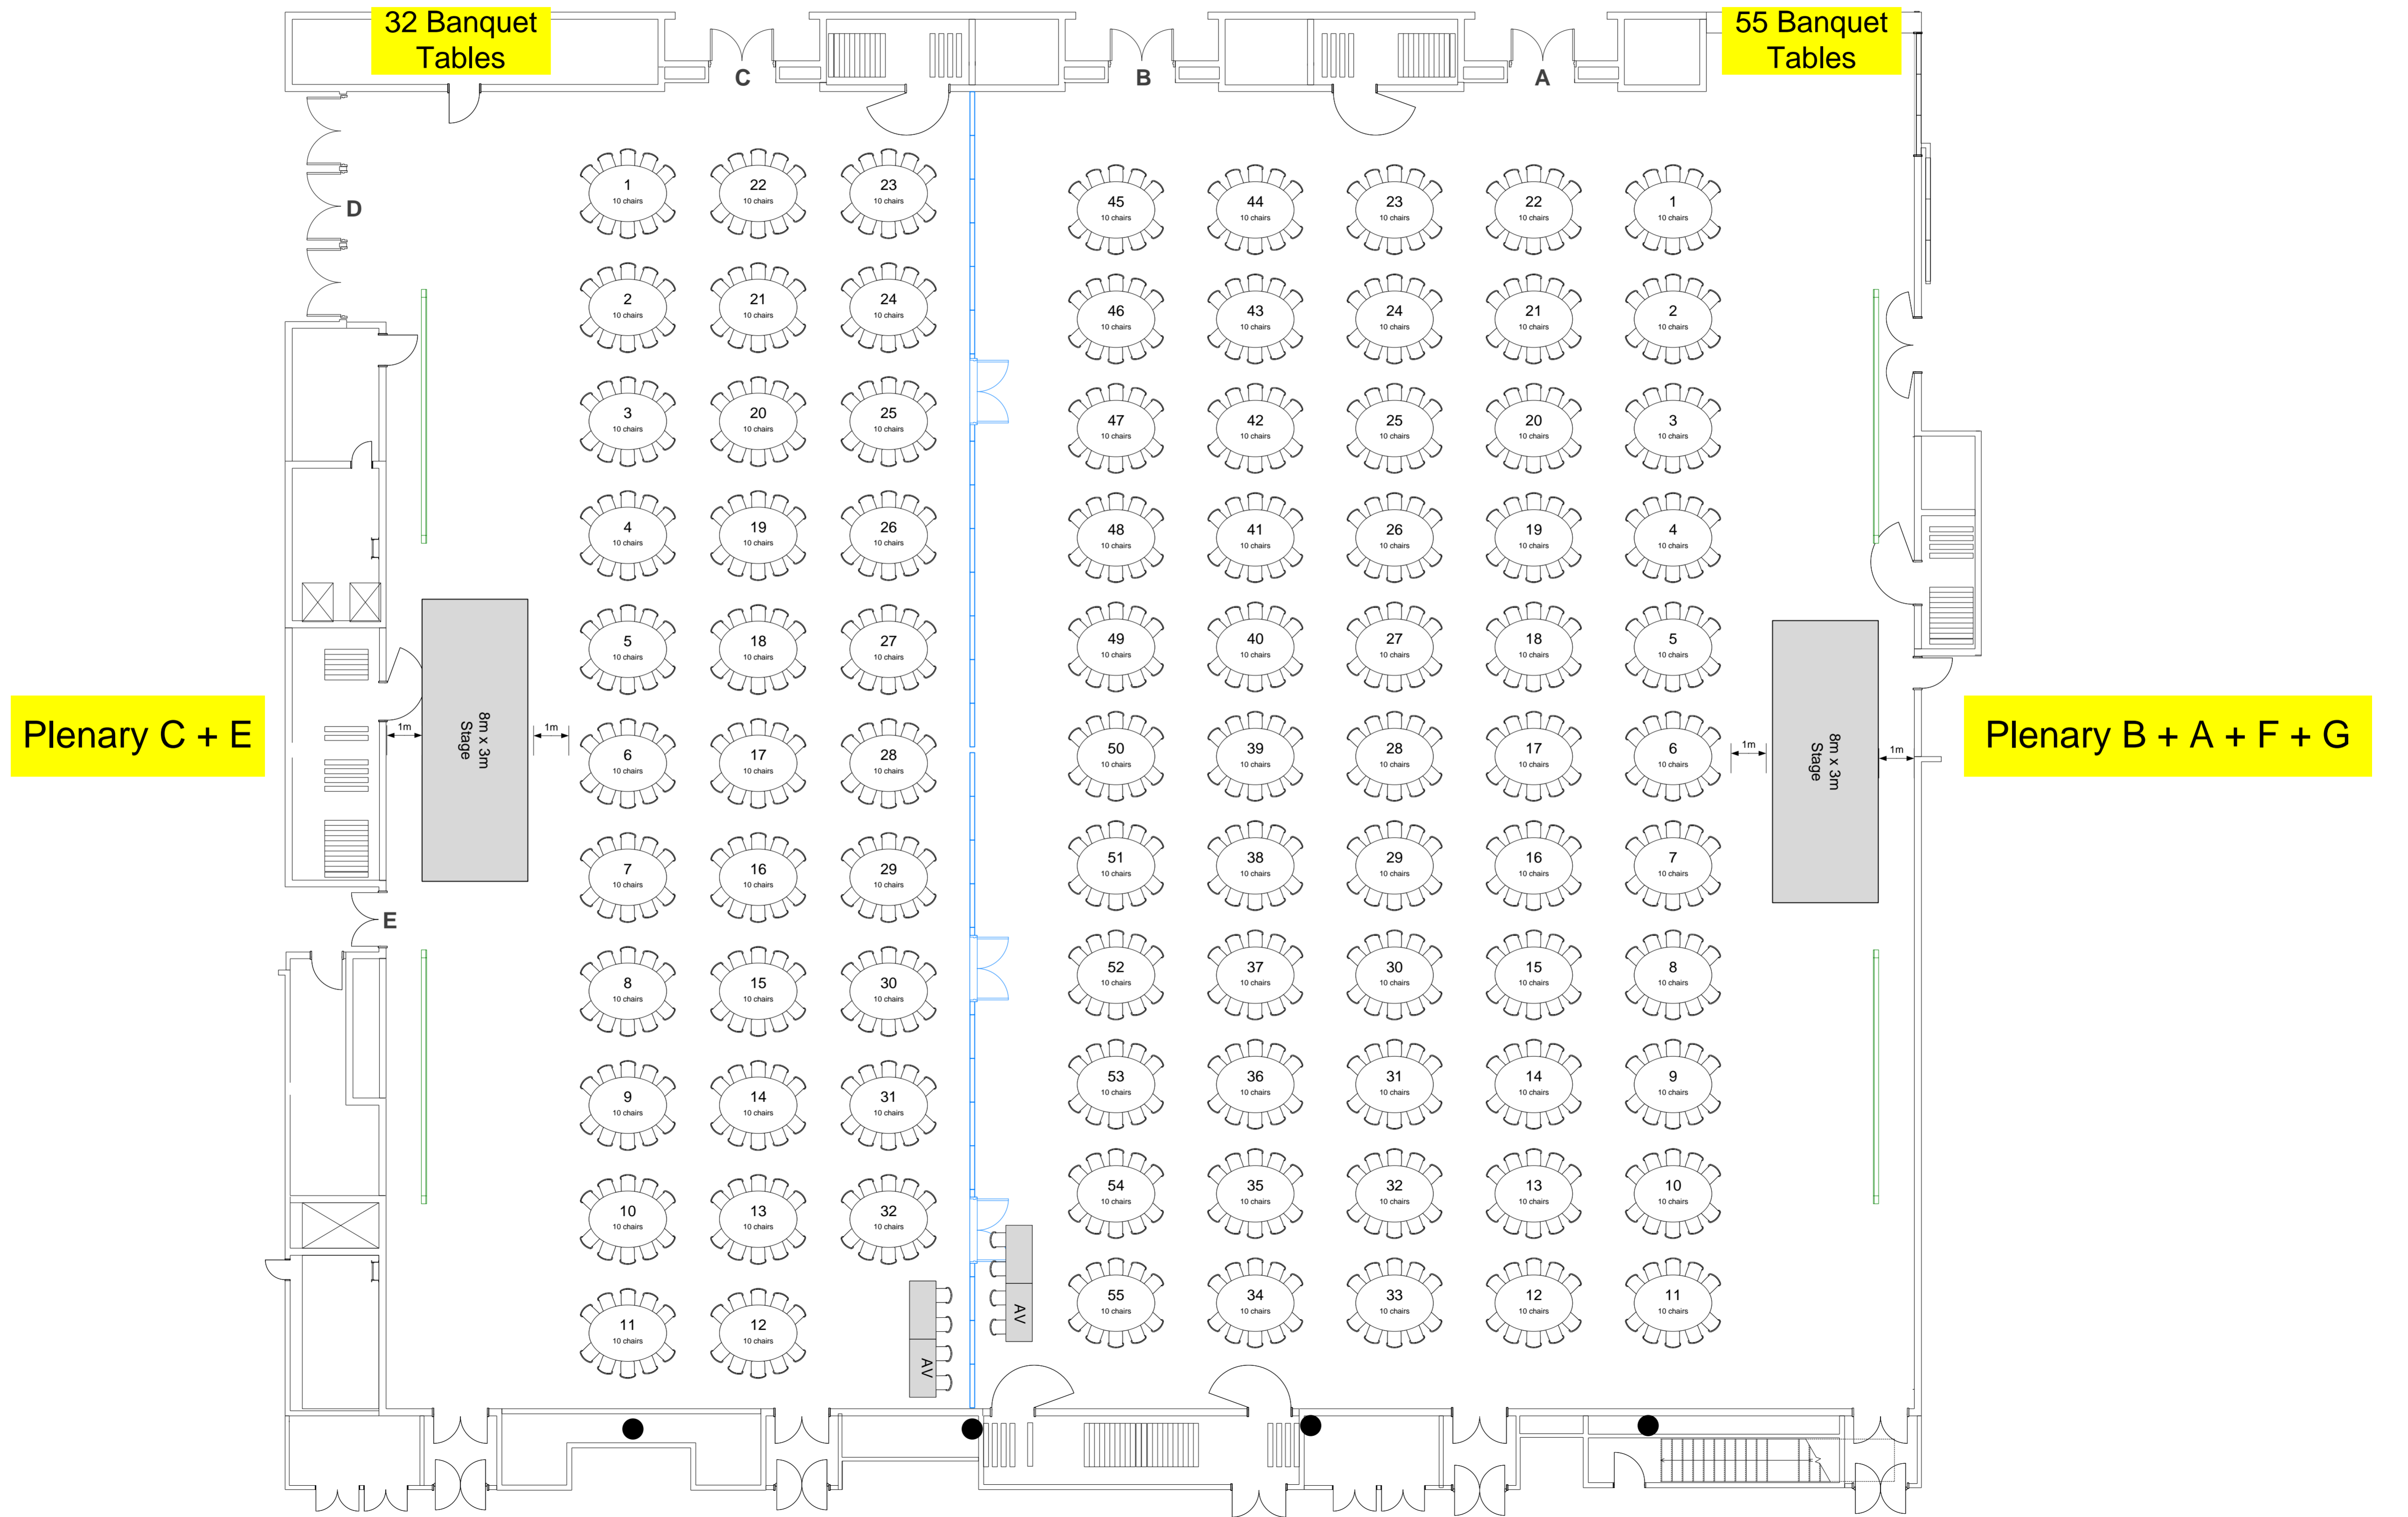 32 Banquet
Tables
55 Banquet
Tables
C
B
A
D
1
10 chairs
22
10 chairs
23
10 chairs
2
10 chairs
21
10 chairs
24
10 chairs
3
10 chairs
20
10 chairs
25
10 chairs
4
10 chairs
19
10 chairs
26
10 chairs
5
10 chairs
18
10 chairs
27
10 chairs
6
10 chairs
17
10 chairs
28
10 chairs
7
10 chairs
16
10 chairs
29
10 chairs
8
10 chairs
15
10 chairs
30
10 chairs
9
10 chairs
14
10 chairs
31
10 chairs
10
10 chairs
13
10 chairs
32
10 chairs
11
10 chairs
12
10 chairs
Plenary C + E
1m
8m x 3m
Stage
1m
E
AV
AV
45
10 chairs
44
10 chairs
23
10 chairs
22
10 chairs
1
10 chairs
46
10 chairs
43
10 chairs
24
10 chairs
21
10 chairs
2
10 chairs
47
10 chairs
42
10 chairs
25
10 chairs
20
10 chairs
3
10 chairs
48
10 chairs
41
10 chairs
26
10 chairs
19
10 chairs
4
10 chairs
49
10 chairs
40
10 chairs
27
10 chairs
18
10 chairs
5
10 chairs
50
10 chairs
39
10 chairs
28
10 chairs
17
10 chairs
6
10 chairs
51
10 chairs
38
10 chairs
29
10 chairs
16
10 chairs
7
10 chairs
52
10 chairs
37
10 chairs
30
10 chairs
15
10 chairs
8
10 chairs
53
10 chairs
36
10 chairs
31
10 chairs
14
10 chairs
9
10 chairs
54
10 chairs
35
10 chairs
32
10 chairs
13
10 chairs
10
10 chairs
55
10 chairs
34
10 chairs
33
10 chairs
12
10 chairs
11
10 chairs
1m
8m x 3m
Stage
1m
Plenary B + A + F + G